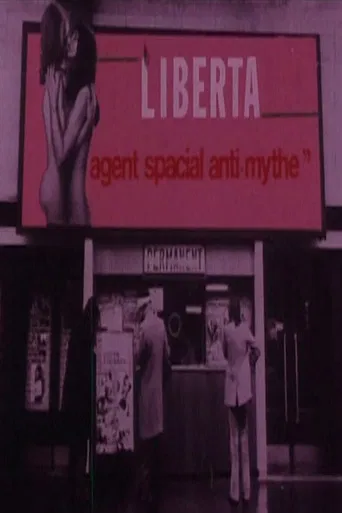 LIBERTA
agent spacial anti-mythe"
PERMANENT